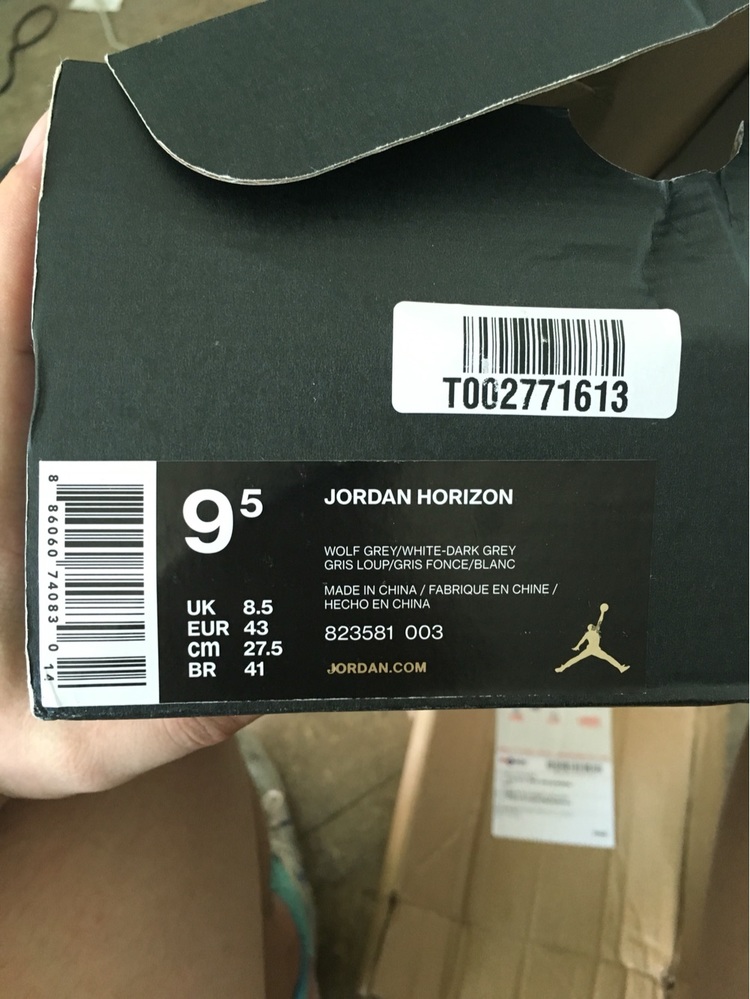 T002771613
8 86060 74083 0 14
9 5
JORDAN HORIZON
WOLF GREY/WHITE-DARK GREY
GRIS LOUP/GRIS FONCE/BLANC
MADE IN CHINA / FABRIQUE EN CHINE /
HECHO EN CHINA
823581 003
JORDAN.COM
UK 8.5
EUR 43
cm 27.5
BR 41